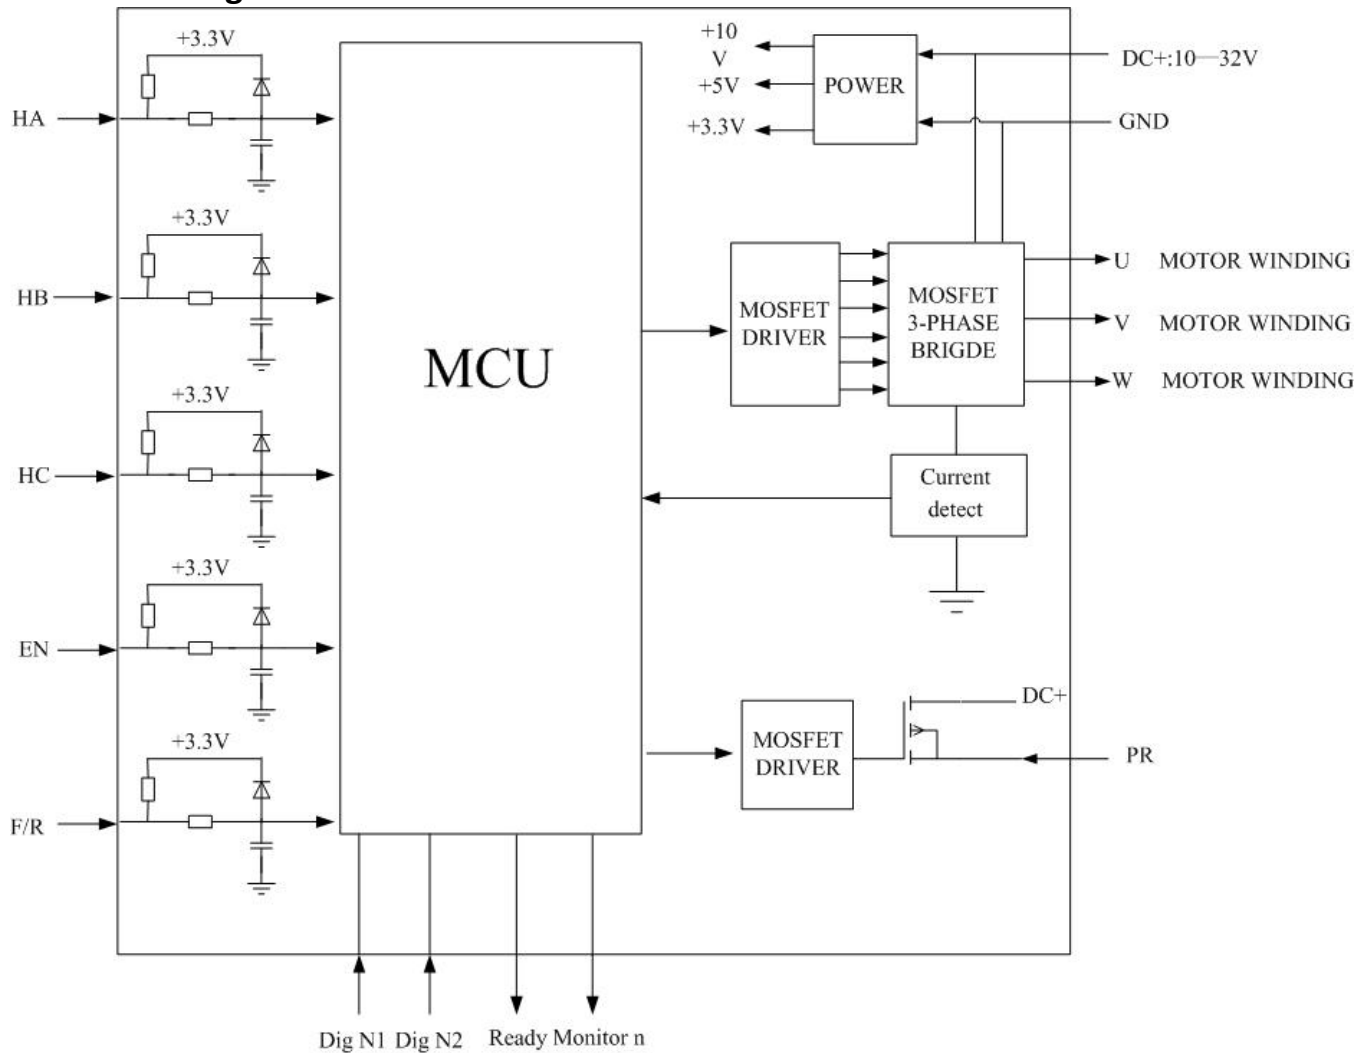 +3.3V
HA
+3.3V
HB
+3.3V
HC
+3.3V
EN
+3.3V
F/R
MCU
+10
V
+5V
+3.3V
POWER
DC+:10—32V
GND
MOSFET
DRIVER
MOSFET
3-PHASE
BRIGDE
U MOTOR WINDING
V MOTOR WINDING
W MOTOR WINDING
Current
detect
MOSFET
DRIVER
DC+
PR
Dig N1 Dig N2 Ready Monitor n